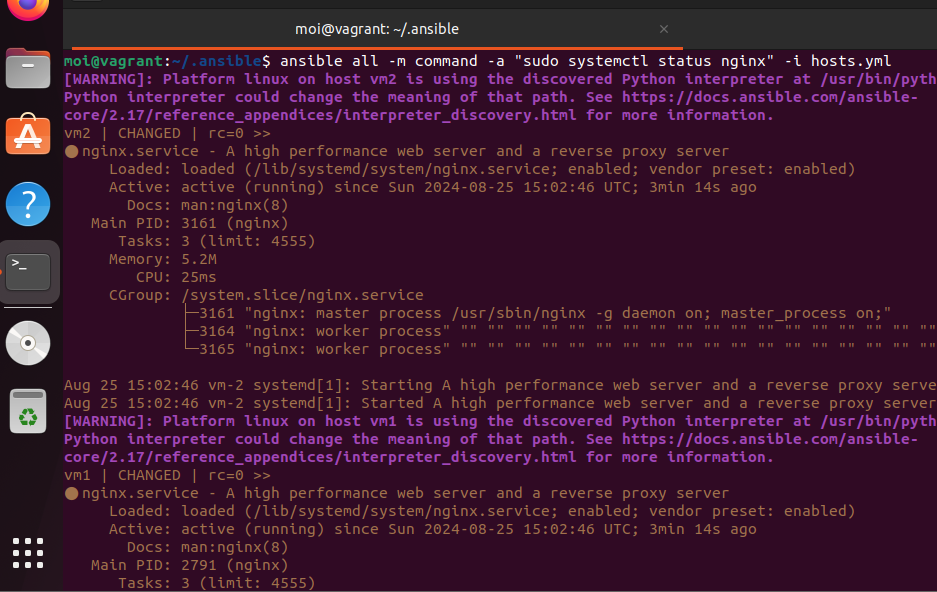 moi@vagrant: ~/.ansible ×
moi@vagrant:~/.ansible$ ansible all -m command -a "sudo systemctl status nginx" -i hosts.yml
[WARNING]: Platform linux on host vm2 is using the discovered Python interpreter at /usr/bin/pyth
Python interpreter could change the meaning of that path. See https://docs.ansible.com/ansible-
core/2.17/reference_appendices/interpreter_discovery.html for more information.
vm2 | CHANGED | rc=0 >>
● nginx.service - A high performance web server and a reverse proxy server
Loaded: loaded (/lib/systemd/system/nginx.service; enabled; vendor preset: enabled)
Active: active (running) since Sun 2024-08-25 15:02:46 UTC; 3min 14s ago
Docs: man:nginx(8)
Main PID: 3161 (nginx)
Tasks: 3 (limit: 4555)
Memory: 5.2M
CPU: 25ms
CGroup: /system.slice/nginx.service
├─3161 "nginx: master process /usr/sbin/nginx -g daemon on; master_process on;"
├─3164 "nginx: worker process" "" "" "" "" "" "" "" "" "" "" "" "" "" "" "" "" "" ""
└─3165 "nginx: worker process" "" "" "" "" "" "" "" "" "" "" "" "" "" "" "" "" "" ""
Aug 25 15:02:46 vm-2 systemd[1]: Starting A high performance web server and a reverse proxy serve
Aug 25 15:02:46 vm-2 systemd[1]: Started A high performance web server and a reverse proxy server
[WARNING]: Platform linux on host vm1 is using the discovered Python interpreter at /usr/bin/pyth
Python interpreter could change the meaning of that path. See https://docs.ansible.com/ansible-
core/2.17/reference_appendices/interpreter_discovery.html for more information.
vm1 | CHANGED | rc=0 >>
● nginx.service - A high performance web server and a reverse proxy server
Loaded: loaded (/lib/systemd/system/nginx.service; enabled; vendor preset: enabled)
Active: active (running) since Sun 2024-08-25 15:02:46 UTC; 3min 14s ago
Docs: man:nginx(8)
Main PID: 2791 (nginx)
Tasks: 3 (limit: 4555)